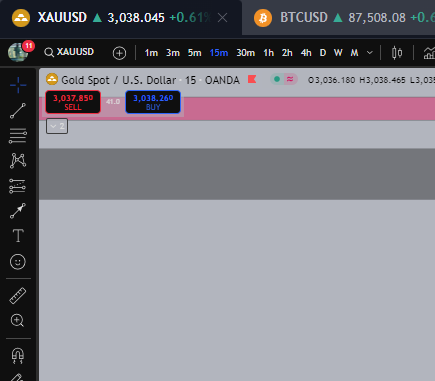 XAUUSD ▲ 3,038.045 +0.61% BTCUSD ▲ 87,508.08 +0.6
11 XAUUSD 1m 3m 5m 15m 30m 1h 2h 4h D W M
Gold Spot / U.S. Dollar · 15 · OANDA O3,036.180 H3,038.465 L3,035
3,037.850 41.0 3,038.260
SELL BUY
2
T